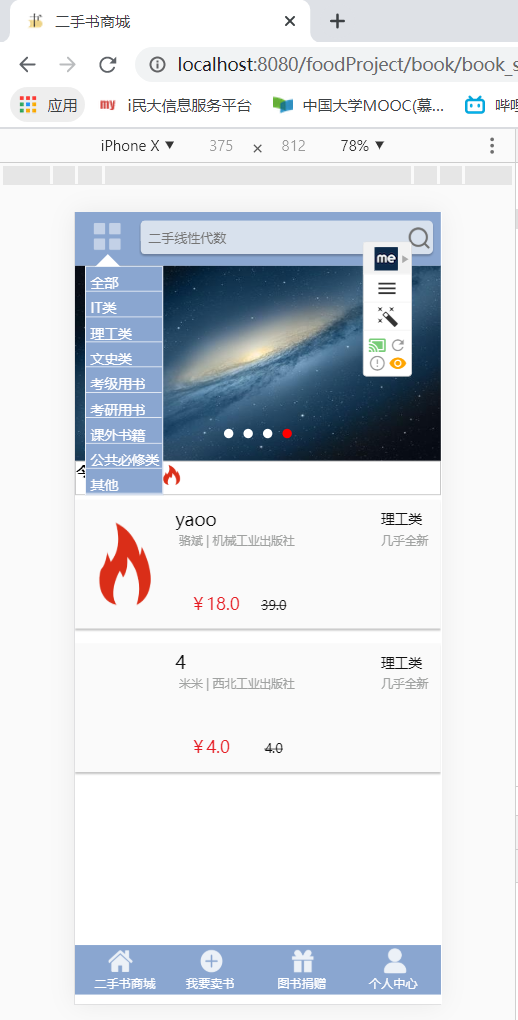 二手书商城
localhost:8080/foodProject/book/book_s
应用
my i民大信息服务平台
中国大学MOOC(慕...
哔哩
iPhone X ▼ 375 × 812 78% ▼
二手线性代数
me
全部
IT类
理工类
文史类
考级用书
考研用书
课外书籍
公共必修类
其他
yaoo
理工类
骆斌 | 机械工业出版社
几乎全新
¥18.0
39.0
4
理工类
米米 | 西北工业出版社
几乎全新
¥4.0
4.0
二手书商城
我要卖书
图书捐赠
个人中心